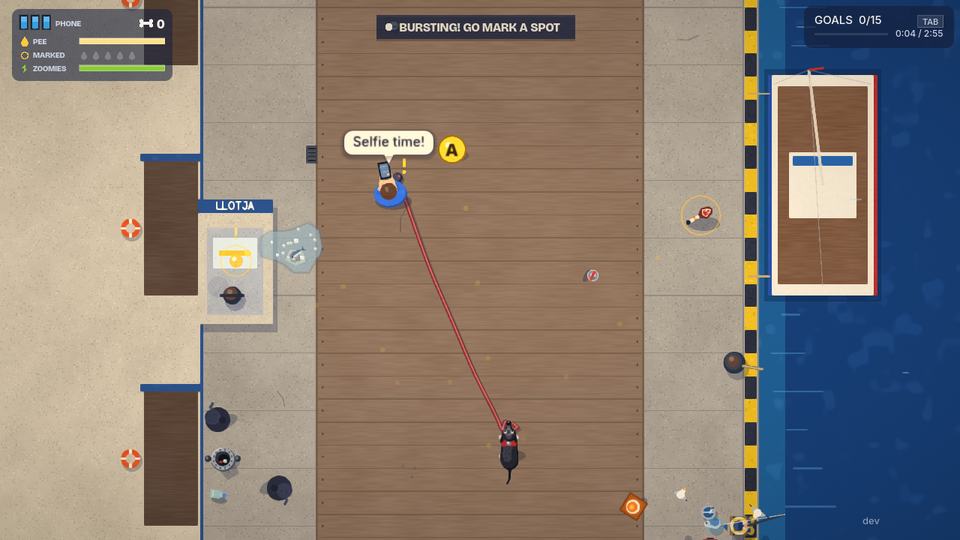 PHONE 0
PEE
MARKED
ZOOMIES
BURSTING! GO MARK A SPOT
GOALS 0/15 TAB
0:04 / 2:55
Selfie time! A
LLOTJA
dev